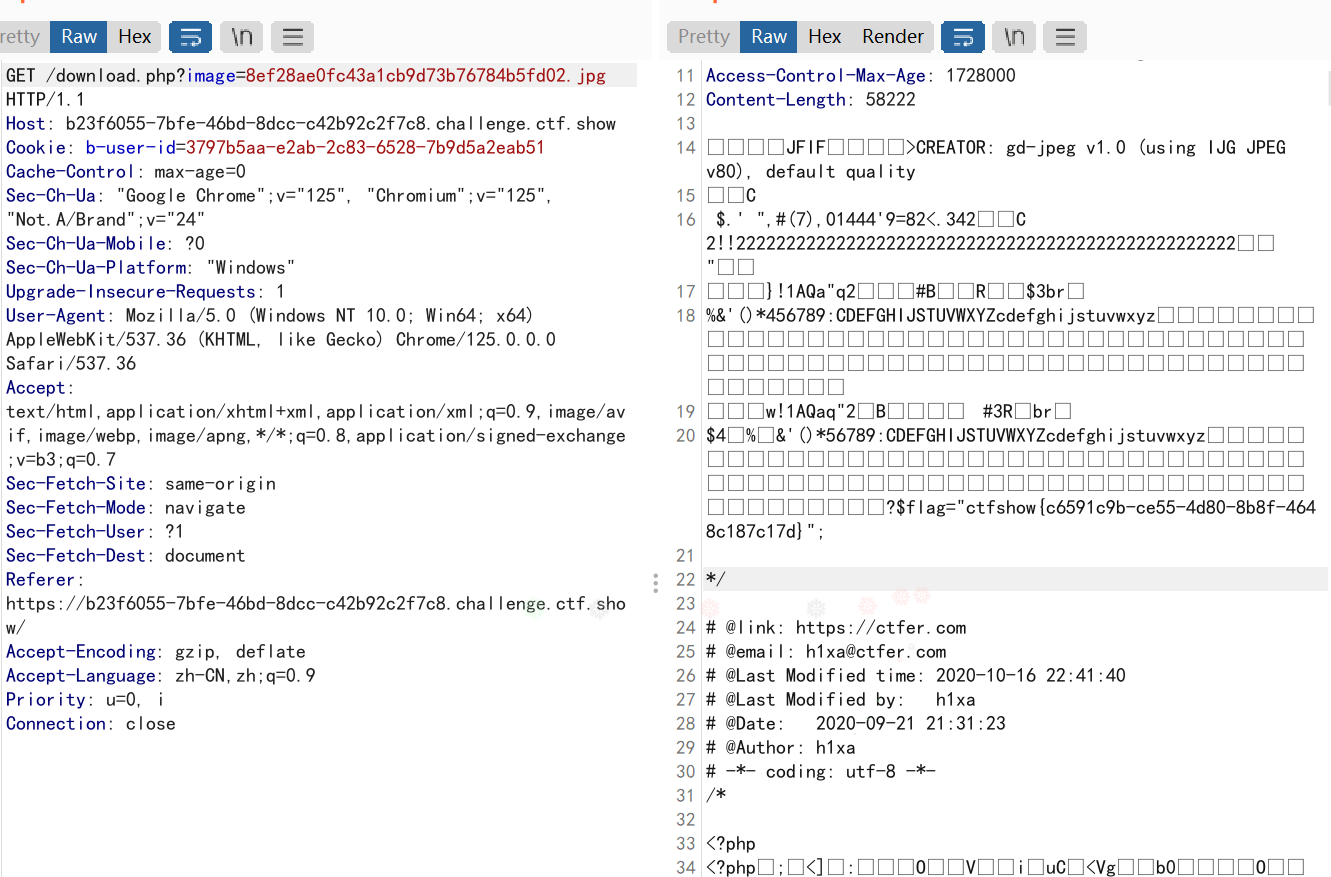 retty Raw Hex \n
GET /download.php?image=8ef28ae0fc43a1cb9d73b76784b5fd02.jpg
HTTP/1.1
Host: b23f6055-7bfe-46bd-8dcc-c42b92c2f7c8.challenge.ctf.show
Cookie: b-user-id=3797b5aa-e2ab-2c83-6528-7b9d5a2eab51
Cache-Control: max-age=0
Sec-Ch-Ua: "Google Chrome";v="125", "Chromium";v="125",
"Not.A/Brand";v="24"
Sec-Ch-Ua-Mobile: ?0
Sec-Ch-Ua-Platform: "Windows"
Upgrade-Insecure-Requests: 1
User-Agent: Mozilla/5.0 (Windows NT 10.0; Win64; x64)
AppleWebKit/537.36 (KHTML, like Gecko) Chrome/125.0.0.0
Safari/537.36
Accept:
text/html,application/xhtml+xml,application/xml;q=0.9,image/av
if,image/webp,image/apng,*/*;q=0.8,application/signed-exchange
;v=b3;q=0.7
Sec-Fetch-Site: same-origin
Sec-Fetch-Mode: navigate
Sec-Fetch-User: ?1
Sec-Fetch-Dest: document
Referer:
https://b23f6055-7bfe-46bd-8dcc-c42b92c2f7c8.challenge.ctf.sho
w/
Accept-Encoding: gzip, deflate
Accept-Language: zh-CN,zh;q=0.9
Priority: u=0, i
Connection: close
Pretty Raw Hex Render \n
11 Access-Control-Max-Age: 1728000
12 Content-Length: 58222
13
14 □□□□JFIF□□□□>CREATOR: gd-jpeg v1.0 (using IJG JPEG
v80), default quality
15 □□C
16 $.' ",#(7),01444'9=82<.342□□C
2!!22222222222222222222222222222222222222222222222222□□
"□□
17 □□□}!1AQa"q2□□□#B□□R□□$3br□
18 %&'()*456789:CDEFGHIJSTUVWXYZcdefghijstuvwxyz□□□□□□□□
□□□□□□□□□□□□□□□□□□□□□□□□□□□□□□
□□□□□□□□□□□□□□□□□□□□□□□□□□□□□□
□□□□□□□
19 □□□w!1AQaq"2□B□□□□ #3R□br□
20 $4□%□&'()*56789:CDEFGHIJSTUVWXYZcdefghijstuvwxyz□□□□□
□□□□□□□□□□□□□□□□□□□□□□□□□□□□□□
□□□□□□□□□□□□□□□□□□□□□□□□□□□□□□
□□□□□□□□□?$flag="ctfshow{c6591c9b-ce55-4d80-8b8f-464
8c187c17d}";
21
22 */
23
24 # @link: https://ctfer.com
25 # @email: h1xa@ctfer.com
26 # @Last Modified time: 2020-10-16 22:41:40
27 # @Last Modified by: h1xa
28 # @Date: 2020-09-21 21:31:23
29 # @Author: h1xa
30 # -*- coding: utf-8 -*-
31 /*
32
33 <?php
34 <?php□;□<]□:□□□O□□V□□i□uC□<Vg□□bO□□□□O□□